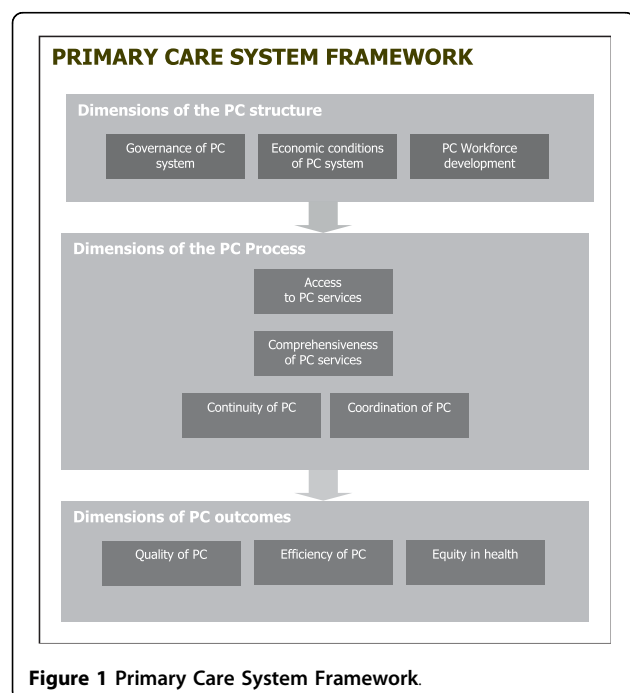 PRIMARY CARE SYSTEM FRAMEWORK
Dimensions of the PC structure
Governance of PC
system
Economic conditions
of PC system
PC Workforce
development
Dimensions of the PC Process
Access
to PC services
Comprehensiveness
of PC services
Continuity of PC
Coordination of PC
Dimensions of PC outcomes
Quality of PC
Efficiency of PC
Equity in health
Figure 1 Primary Care System Framework.